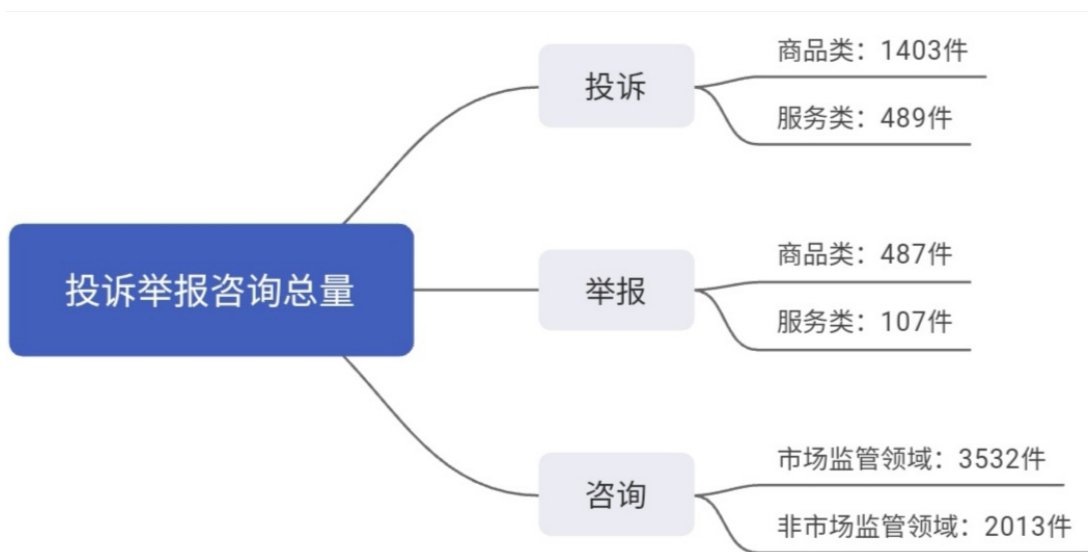 投诉举报咨询总量
投诉
商品类：1403件
服务类：489件
举报
商品类：487件
服务类：107件
咨询
市场监管领域：3532件
非市场监管领域：2013件